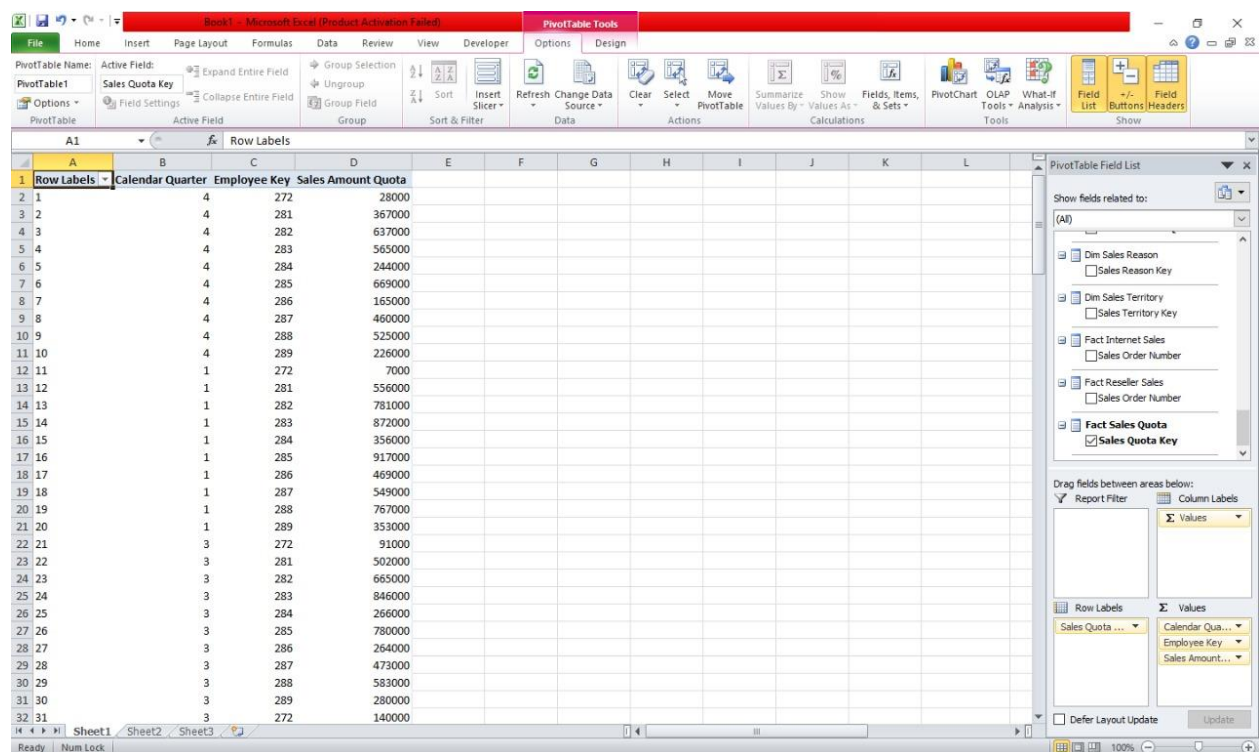 Book1 - Microsoft Excel (Product Activation Failed)
PivotTable Tools
File Home Insert Page Layout Formulas Data Review View Developer Options Design
PivotTable Name: Active Field:
PivotTable1 Sales Quota Key
Options Field Settings
Expand Entire Field
Collapse Entire Field
Group Selection
Ungroup
Group Field
Sort
Insert Slicer
Refresh
Change Data Source
Clear
Select
Move PivotTable
Summarize Values By
Show Values As
Fields, Items, & Sets
PivotChart
OLAP Tools
What-If Analysis
Field List
+/- Buttons
Field Headers
PivotTable Active Field Group Sort & Filter Data Actions Calculations Tools Show
A1 fx Row Labels
A B C D E F G H I J K L
1 Row Labels Calendar Quarter Employee Key Sales Amount Quota
2 1 4 272 28000
3 2 4 281 367000
4 3 4 282 637000
5 4 4 283 565000
6 5 4 284 244000
7 6 4 285 669000
8 7 4 286 165000
9 8 4 287 460000
10 9 4 288 525000
11 10 4 289 226000
12 11 1 272 7000
13 12 1 281 556000
14 13 1 282 781000
15 14 1 283 872000
16 15 1 284 356000
17 16 1 285 917000
18 17 1 286 469000
19 18 1 287 549000
20 19 1 288 767000
21 20 1 289 353000
22 21 3 272 91000
23 22 3 281 502000
24 23 3 282 665000
25 24 3 283 846000
26 25 3 284 266000
27 26 3 285 780000
28 27 3 286 264000
29 28 3 287 473000
30 29 3 288 583000
31 30 3 289 280000
32 31 3 272 140000
PivotTable Field List
Show fields related to:
(All)
Dim Sales Reason
Sales Reason Key
Dim Sales Territory
Sales Territory Key
Fact Internet Sales
Sales Order Number
Fact Reseller Sales
Sales Order Number
Fact Sales Quota
Sales Quota Key
Drag fields between areas below:
Report Filter Column Labels
Σ Values
Row Labels Σ Values
Sales Quota ... Calendar Qua...
Employee Key
Sales Amount...
Defer Layout Update Update
Sheet1 Sheet2 Sheet3
Ready Num Lock 100%